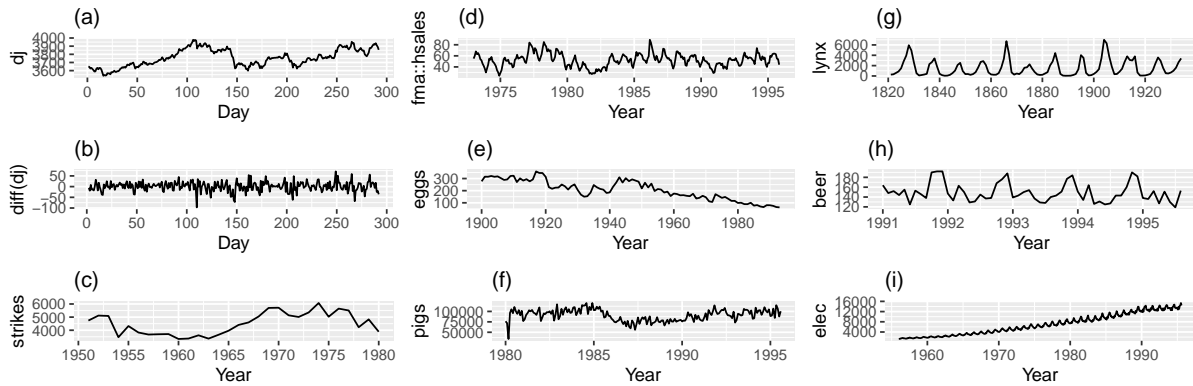 (a)
dj
4000
3900
3800
3700
3600
0 50 100 150 200 250 300
Day
(d)
fma::hsales
80
60
40
1975 1980 1985 1990 1995
Year
(g)
lynx
6000
4000
2000
0
1820 1840 1860 1880 1900 1920
Year
(b)
diff(dj)
50
0
−50
−100
0 50 100 150 200 250 300
Day
(e)
eggs
300
200
100
1900 1920 1940 1960 1980
Year
(h)
beer
180
160
140
120
1991 1992 1993 1994 1995
Year
(c)
strikes
6000
5000
4000
1950 1955 1960 1965 1970 1975 1980
Year
(f)
pigs
100000
75000
50000
1980 1985 1990 1995
Year
(i)
elec
16000
12000
8000
4000
1960 1970 1980 1990
Year